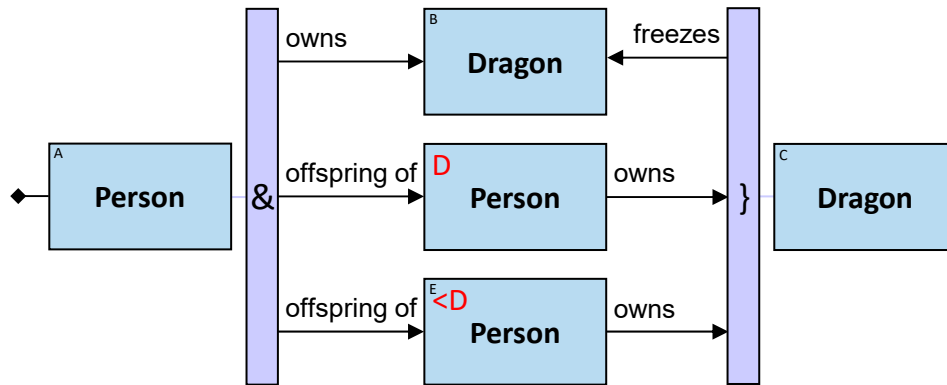 owns
B
Dragon
freezes
A
Person
&
offspring of
D
Person
owns
}
C
Dragon
offspring of
E
<D
Person
owns